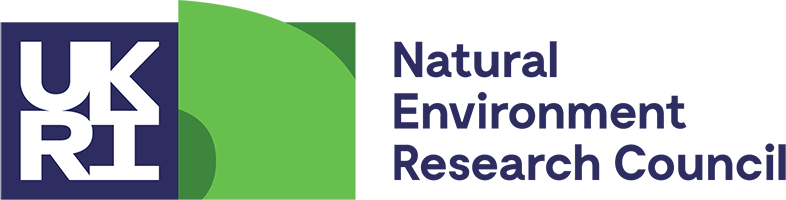 UK
RI
Natural
Environment
Research Council